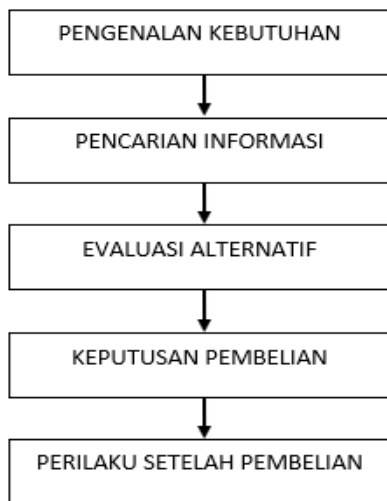 PENGENALAN KEBUTUHAN
PENCARIAN INFORMASI
EVALUASI ALTERNATIF
KEPUTUSAN PEMBELIAN
PERILAKU SETELAH PEMBELIAN